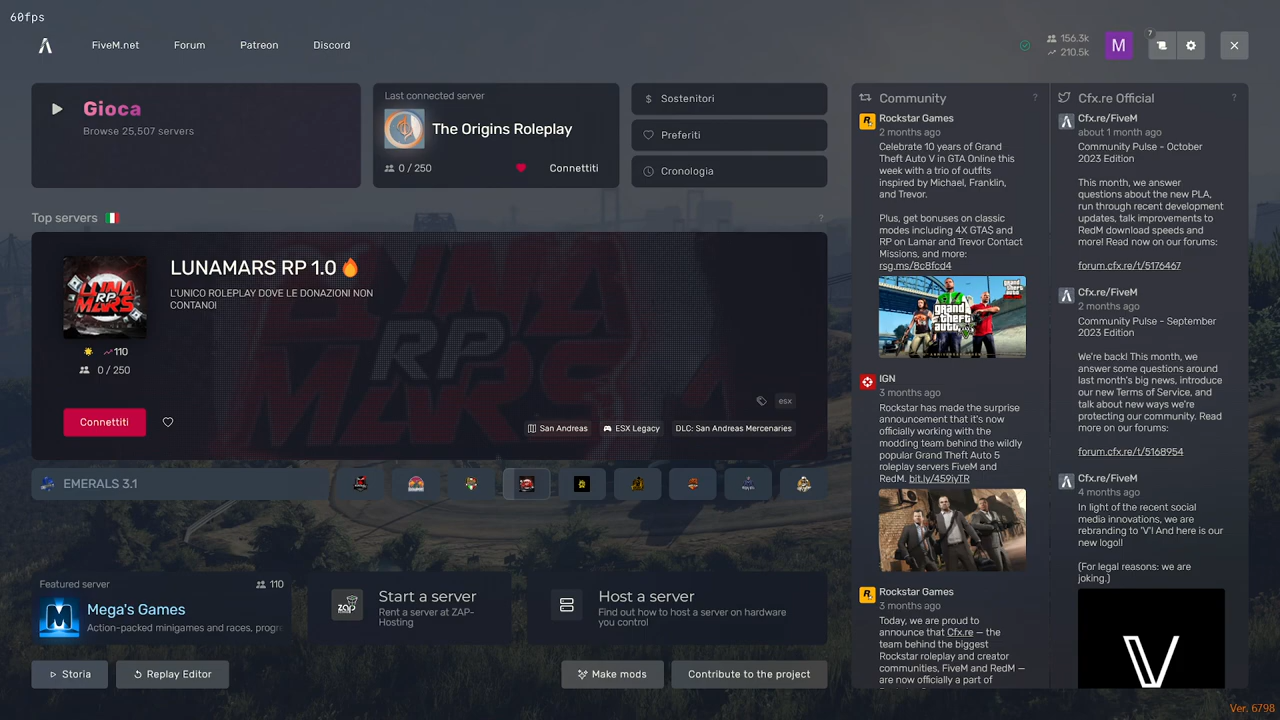 60fps
FiveM.net
Forum
Patreon
Discord
156.3k
210.5k
M
7
Gioca
Browse 25,507 servers
Last connected server
The Origins Roleplay
0 / 250
Connettiti
Sostenitori
Preferiti
Cronologia
Top servers
?
LUNAMARS RP 1.0
L'UNICO ROLEPLAY DOVE LE DONAZIONI NON
CONTANO!
LUNA
RP
MARS
110
0 / 250
Connettiti
esx
San Andreas
ESX Legacy
DLC: San Andreas Mercenaries
EMERALS 3.1
Featured server
110
Mega's Games
Action-packed minigames and races, progre
ZAP
Start a server
Rent a server at ZAP-
Hosting
Host a server
Find out how to host a server on hardware
you control
Storia
Replay Editor
Make mods
Contribute to the project
Community
?
Rockstar Games
2 months ago
Celebrate 10 years of Grand
Theft Auto V in GTA Online this
week with a trio of outfits
inspired by Michael, Franklin,
and Trevor.
Plus, get bonuses on classic
modes including 4X GTA$ and
RP on Lamar and Trevor Contact
Missions, and more:
rsg.ms/8c8fcd4
grand
theft
auto
IGN
3 months ago
Rockstar has made the surprise
announcement that it's now
officially working with the
modding team behind the wildly
popular Grand Theft Auto 5
roleplay servers FiveM and
RedM. bit.ly/459jyTR
Rockstar Games
3 months ago
Today, we are proud to
announce that Cfx.re — the
team behind the biggest
Rockstar roleplay and creator
communities, FiveM and RedM —
are now officially a part of
Cfx.re Official
?
Cfx.re/FiveM
about 1 month ago
Community Pulse – October
2023 Edition
This month, we answer
questions about the new PLA,
run through recent development
updates, talk improvements to
RedM download speeds and
more! Read now on our forums:
forum.cfx.re/t/5176467
Cfx.re/FiveM
2 months ago
Community Pulse – September
2023 Edition
We're back! This month, we
answer some questions around
last month's big news, introduce
our new Terms of Service, and
talk about new ways we're
protecting our community. Read
more on our forums:
forum.cfx.re/t/5168954
Cfx.re/FiveM
4 months ago
In light of the recent social
media innovations, we are
rebranding to 'V'! And here is our
new logo!!
(For legal reasons: we are
joking.)
V
Ver. 6798